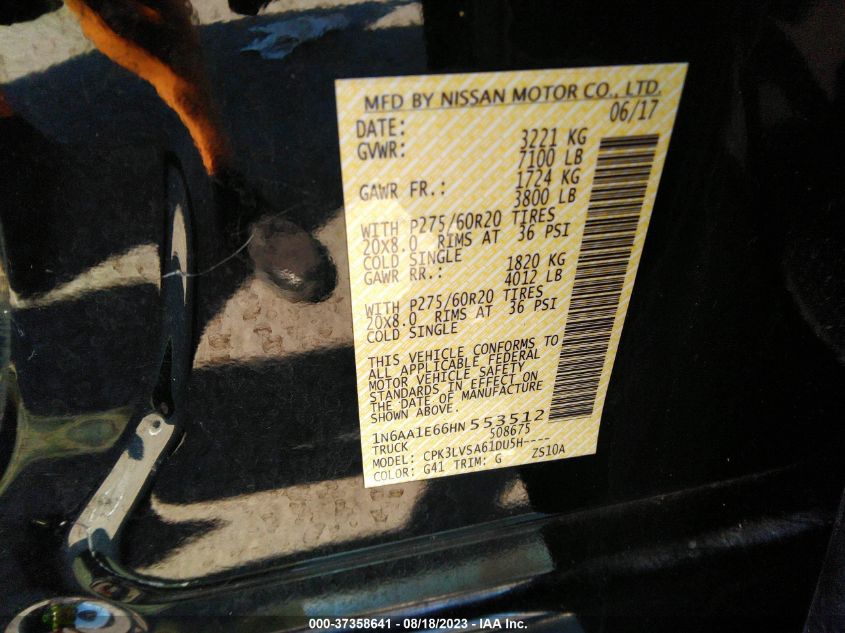 MFD BY NISSAN MOTOR CO., LTD.
DATE: 06/17
GVWR: 3221 KG
7100 LB
GAWR FR.: 1724 KG
3800 LB
WITH P275/60R20 TIRES
20X8.0 RIMS AT 36 PSI
COLD SINGLE
GAWR RR.: 1820 KG
4012 LB
WITH P275/60R20 TIRES
20X8.0 RIMS AT 36 PSI
COLD SINGLE
THIS VEHICLE CONFORMS TO
ALL APPLICABLE FEDERAL
MOTOR VEHICLE SAFETY
STANDARDS IN EFFECT ON
THE DATE OF MANUFACTURE
SHOWN ABOVE.
1N6AA1E66HN 553512
TRUCK 508675
MODEL: CPK3LVSA61DU5H----
COLOR: G41 TRIM: G ZS10A
000-37358641 - 08/18/2023 - IAA Inc.